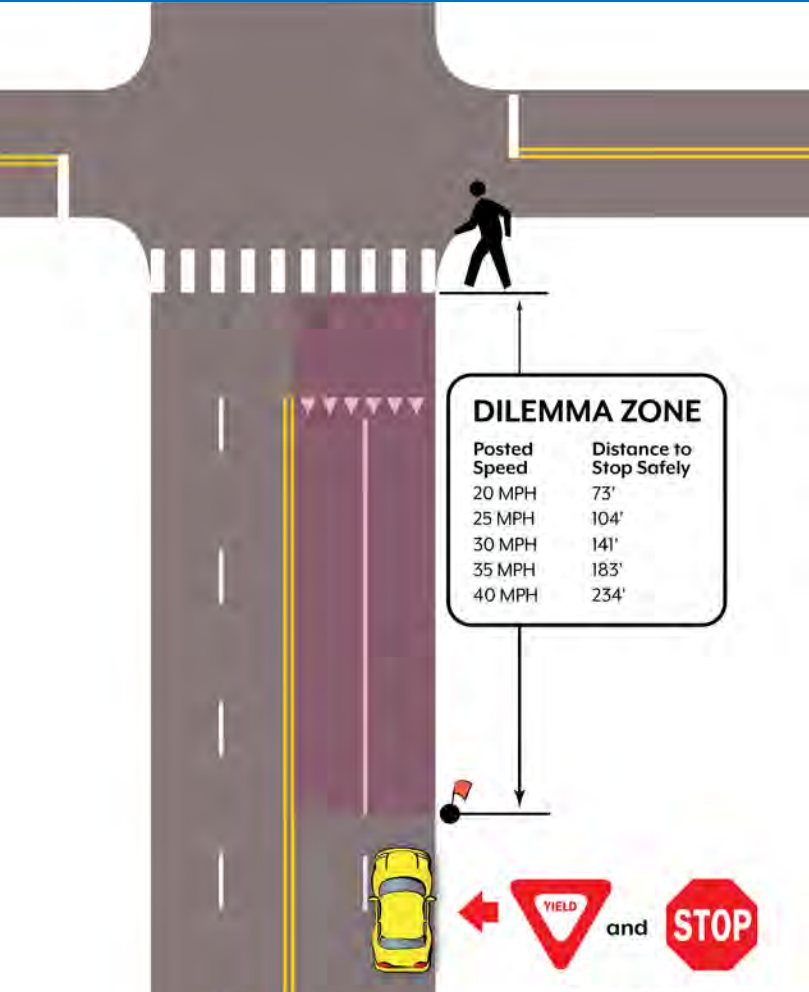 DILEMMA ZONE
Posted Speed
Distance to Stop Safely
20 MPH 73'
25 MPH 104'
30 MPH 141'
35 MPH 183'
40 MPH 234'
YIELD and STOP